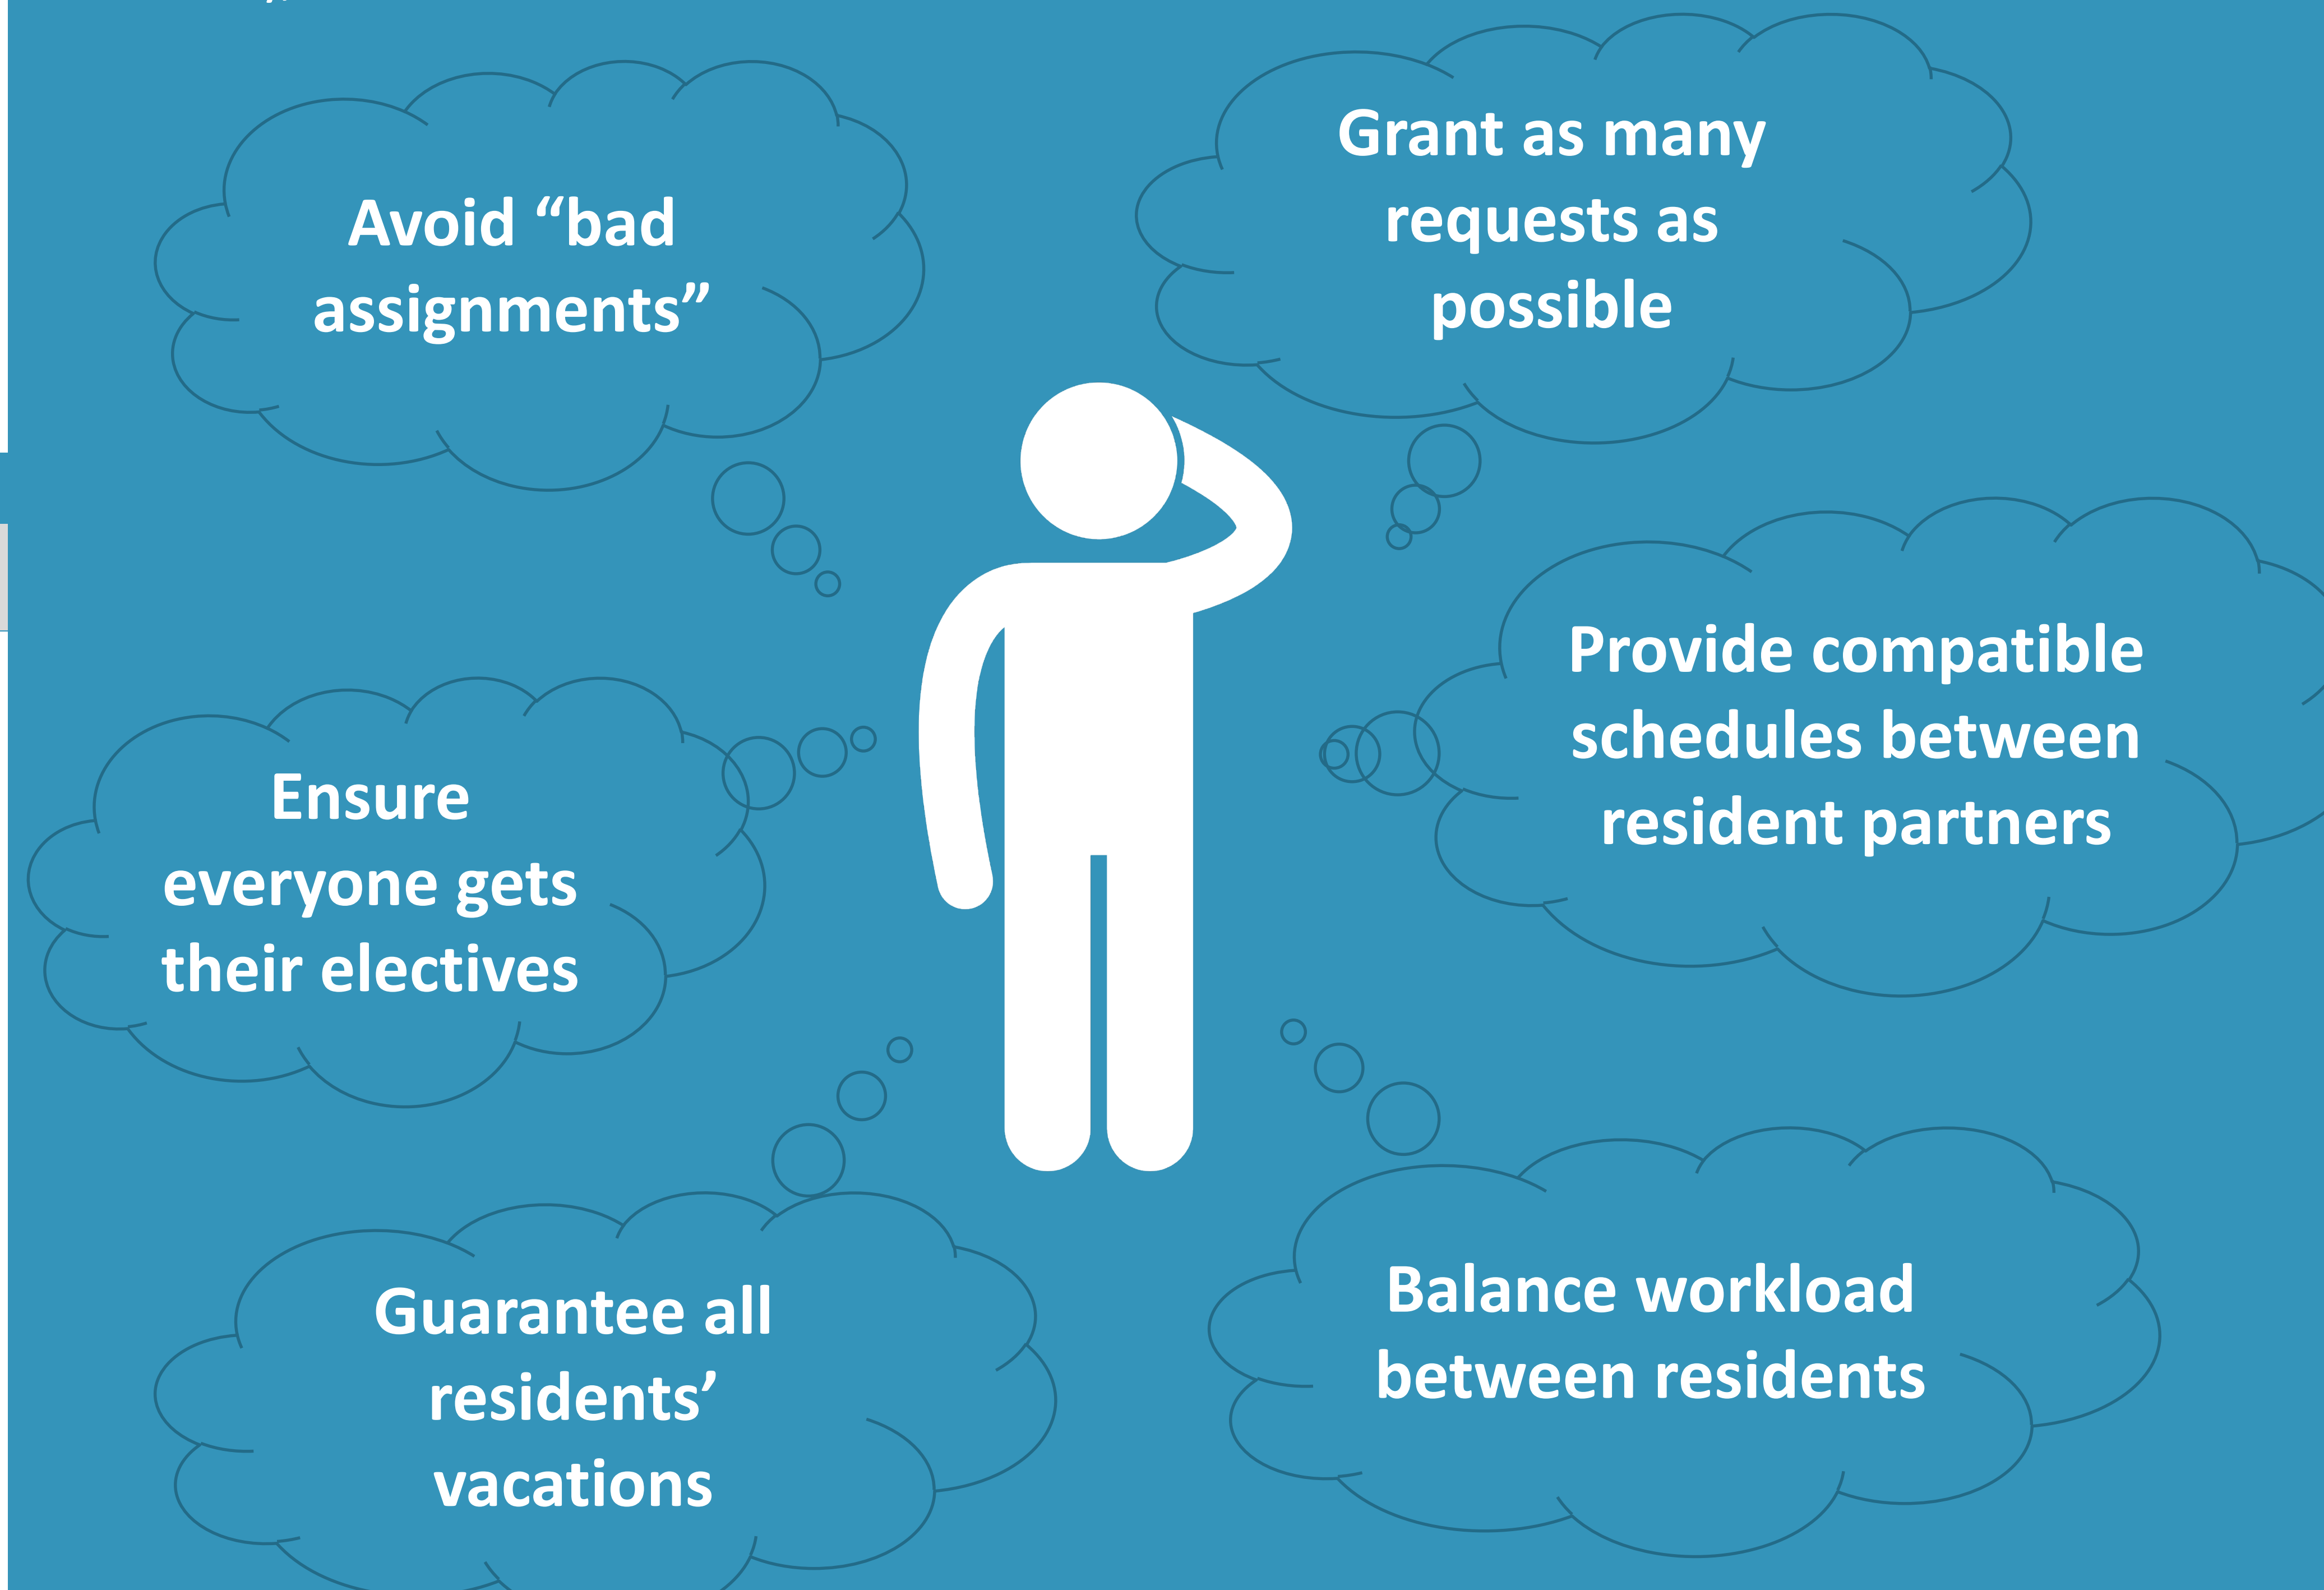 Avoid “bad
assignments”
Grant as many
requests as
possible
Provide compatible
schedules between
resident partners
Ensure
everyone gets
their electives
Guarantee all
residents’
vacations
Balance workload
between residents